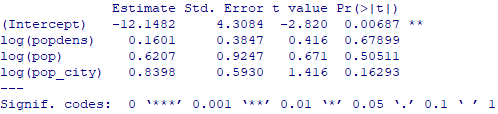 Estimate Std. Error t value Pr(>|t|)
(Intercept) -12.1482 4.3084 -2.820 0.00687 **
log(popdens) 0.1601 0.3847 0.416 0.67899
log(pop) 0.6207 0.9247 0.671 0.50511
log(pop_city) 0.8398 0.5930 1.416 0.16293
---
Signif. codes: 0 ‘***’ 0.001 ‘**’ 0.01 ‘*’ 0.05 ‘.’ 0.1 ‘ ’ 1